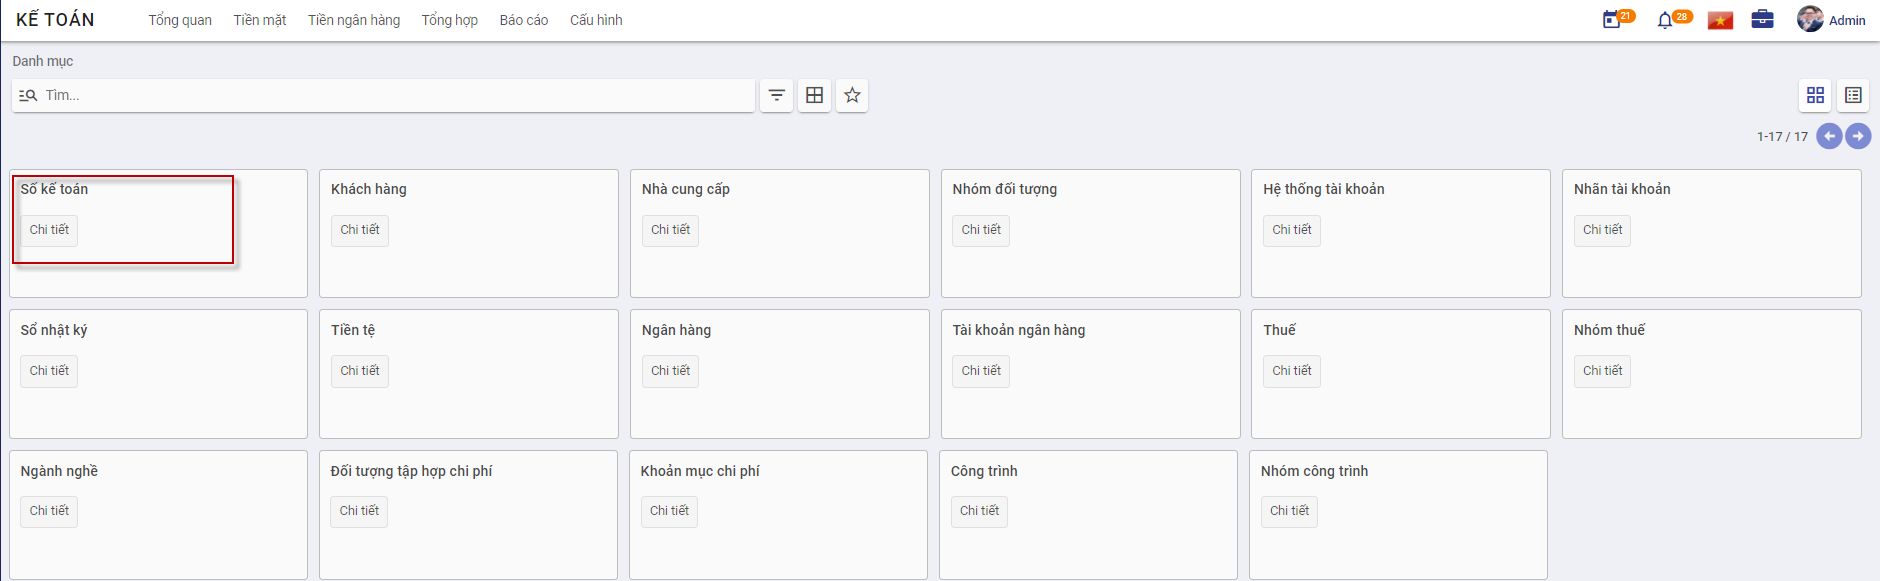 KẾ TOÁN Tổng quan Tiền mặt Tiền ngân hàng Tổng hợp Báo cáo Cấu hình 21 28 Admin
Danh mục
Tìm...
1-17 / 17
Số kế toán Khách hàng Nhà cung cấp Nhóm đối tượng Hệ thống tài khoản Nhãn tài khoản
Chi tiết Chi tiết Chi tiết Chi tiết Chi tiết Chi tiết
Sổ nhật ký Tiền tệ Ngân hàng Tài khoản ngân hàng Thuế Nhóm thuế
Chi tiết Chi tiết Chi tiết Chi tiết Chi tiết Chi tiết
Ngành nghề Đối tượng tập hợp chi phí Khoản mục chi phí Công trình Nhóm công trình
Chi tiết Chi tiết Chi tiết Chi tiết Chi tiết